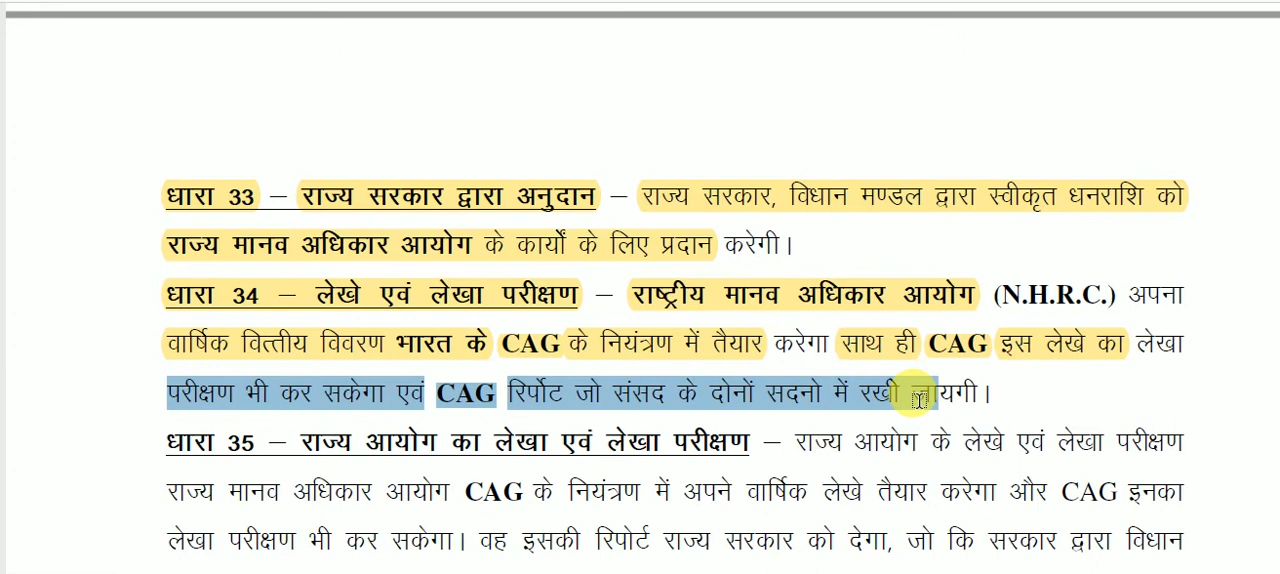 धारा 33 – राज्य सरकार द्वारा अनुदान – राज्य सरकार, विधान मण्डल द्वारा स्वीकृत धनराशि को
राज्य मानव अधिकार आयोग के कार्यों के लिए प्रदान करेगी।
धारा 34 – लेखे एवं लेखा परीक्षण – राष्ट्रीय मानव अधिकार आयोग (N.H.R.C.) अपना
वार्षिक वित्तीय विवरण भारत के CAG के नियंत्रण में तैयार करेगा साथ ही CAG इस लेखे का लेखा
परीक्षण भी कर सकेगा एवं CAG रिर्पोट जो संसद के दोनों सदनो में रखी जायगी।
धारा 35 – राज्य आयोग का लेखा एवं लेखा परीक्षण – राज्य आयोग के लेखे एवं लेखा परीक्षण
राज्य मानव अधिकार आयोग CAG के नियंत्रण में अपने वार्षिक लेखे तैयार करेगा और CAG इनका
लेखा परीक्षण भी कर सकेगा। वह इसकी रिपोर्ट राज्य सरकार को देगा, जो कि सरकार द्वारा विधान